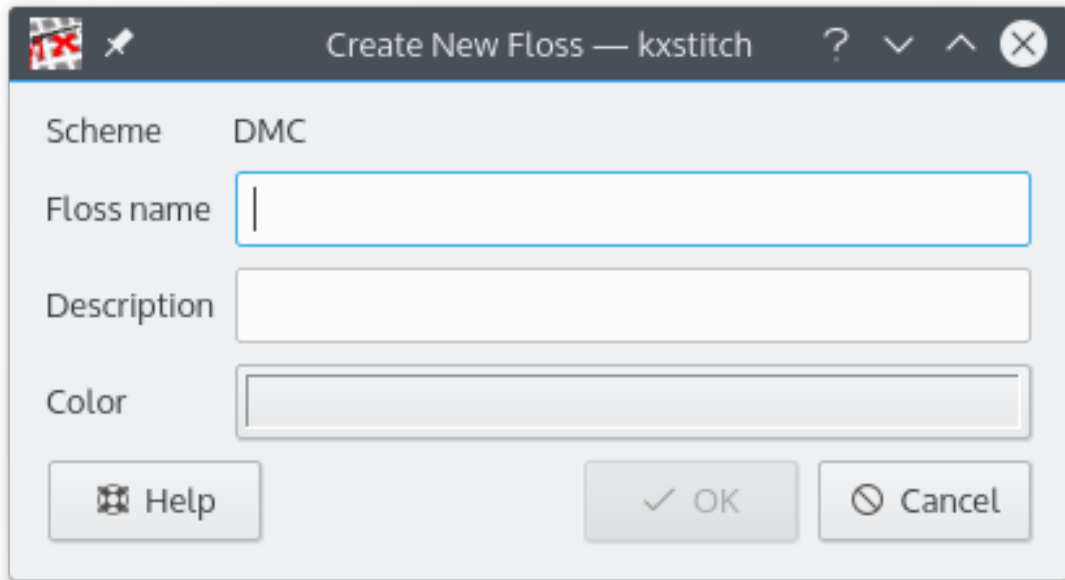 Create New Floss — kxstitch
Scheme DMC
Floss name
Description
Color
Help OK Cancel